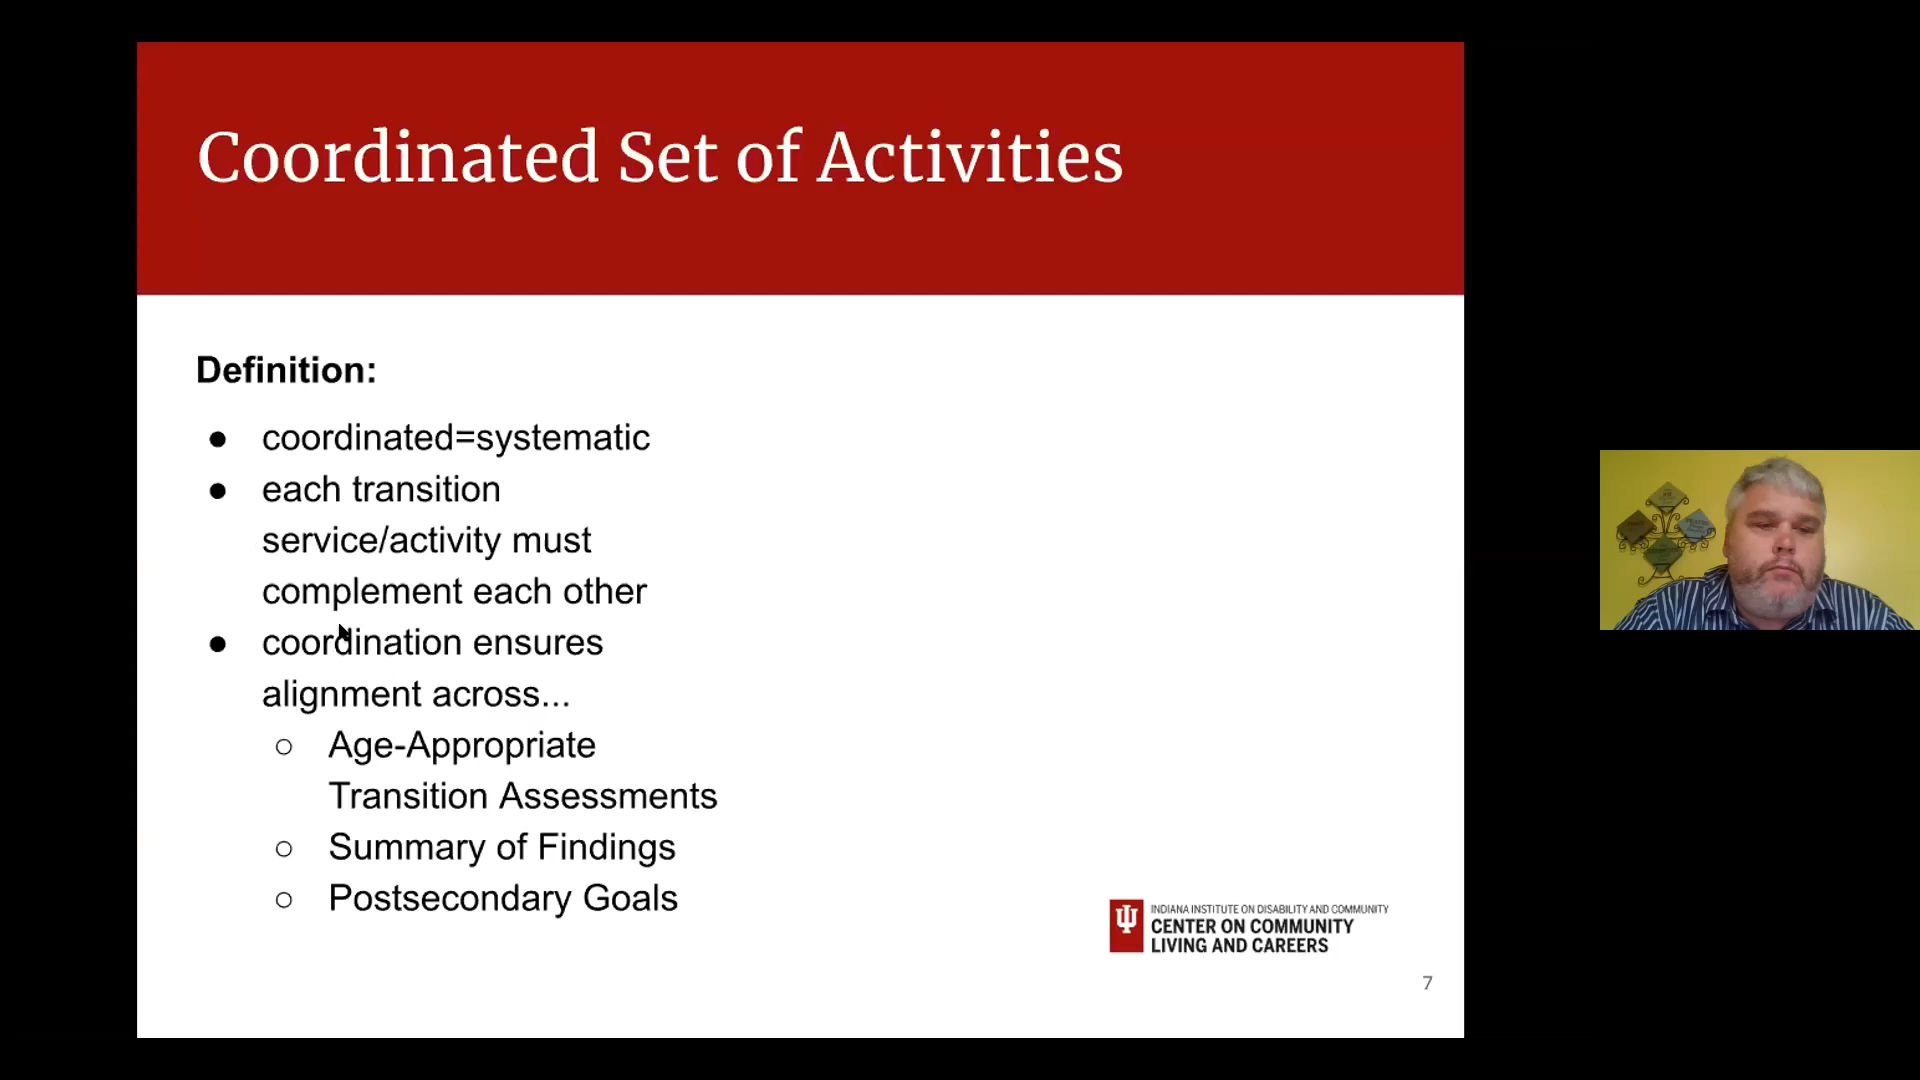 Coordinated Set of Activities
Definition:
● coordinated=systematic
● each transition
service/activity must
complement each other
● coordination ensures
alignment across...
○ Age-Appropriate
Transition Assessments
○ Summary of Findings
○ Postsecondary Goals
INDIANA INSTITUTE ON DISABILITY AND COMMUNITY
CENTER ON COMMUNITY
LIVING AND CAREERS
7